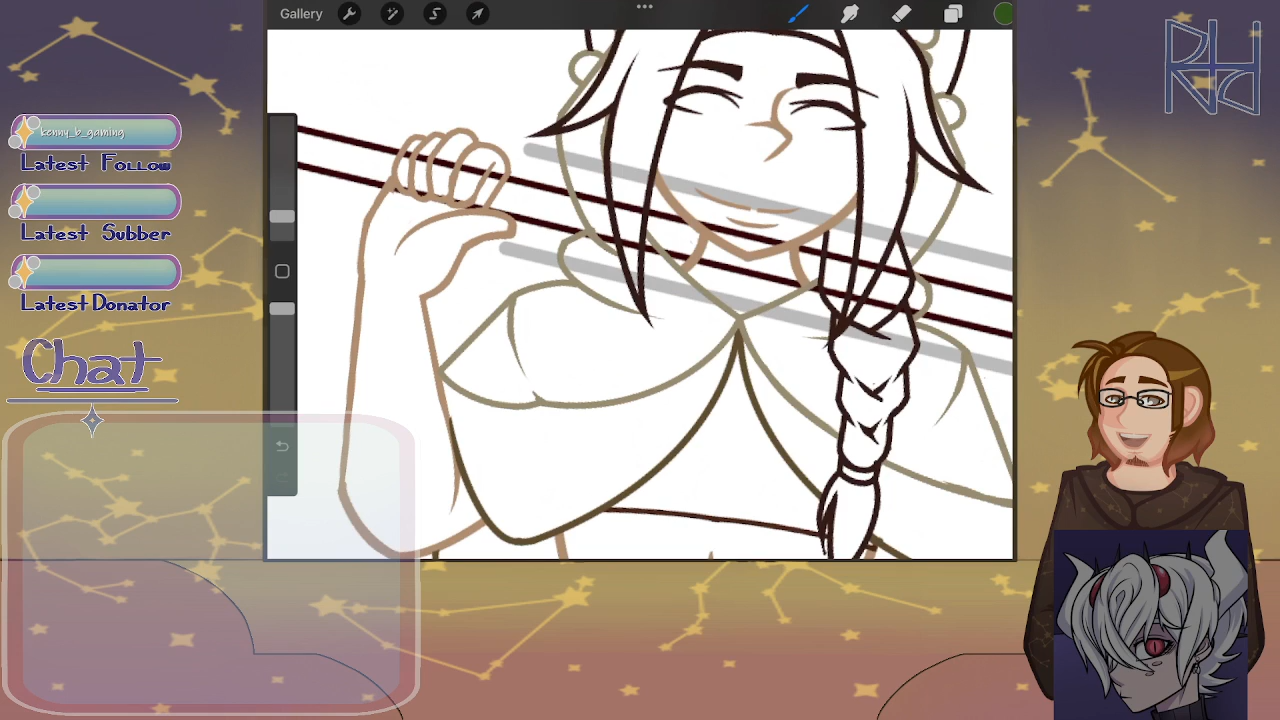 Gallery
kenny_b_gaming
Latest Follow
Latest Subber
Latest Donator
Chat